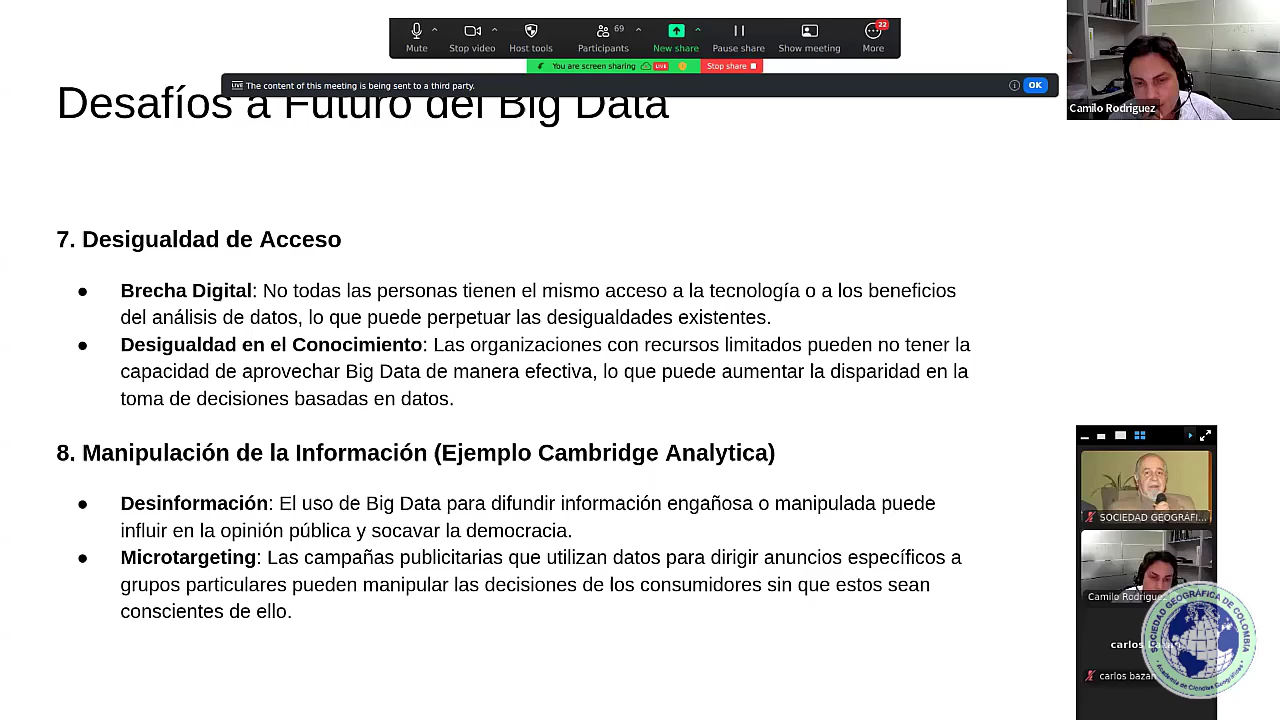 Mute
Stop video
Host tools
Participants
69
New share
Pause share
Show meeting
More
22
You are screen sharing
LIVE
Stop share
LIVE The content of this meeting is being sent to a third party.
OK
Camilo Rodriguez
Desafíos a Futuro del Big Data
7. Desigualdad de Acceso
● Brecha Digital: No todas las personas tienen el mismo acceso a la tecnología o a los beneficios
del análisis de datos, lo que puede perpetuar las desigualdades existentes.
● Desigualdad en el Conocimiento: Las organizaciones con recursos limitados pueden no tener la
capacidad de aprovechar Big Data de manera efectiva, lo que puede aumentar la disparidad en la
toma de decisiones basadas en datos.
8. Manipulación de la Información (Ejemplo Cambridge Analytica)
● Desinformación: El uso de Big Data para difundir información engañosa o manipulada puede
influir en la opinión pública y socavar la democracia.
● Microtargeting: Las campañas publicitarias que utilizan datos para dirigir anuncios específicos a
grupos particulares pueden manipular las decisiones de los consumidores sin que estos sean
conscientes de ello.
SOCIEDAD GEOGRAFI...
Camilo Rodrigue
carlos
carlos bazan
SOCIEDAD GEOGRÁFICA DE COLOMBIA
Academia de Ciencias Geográficas